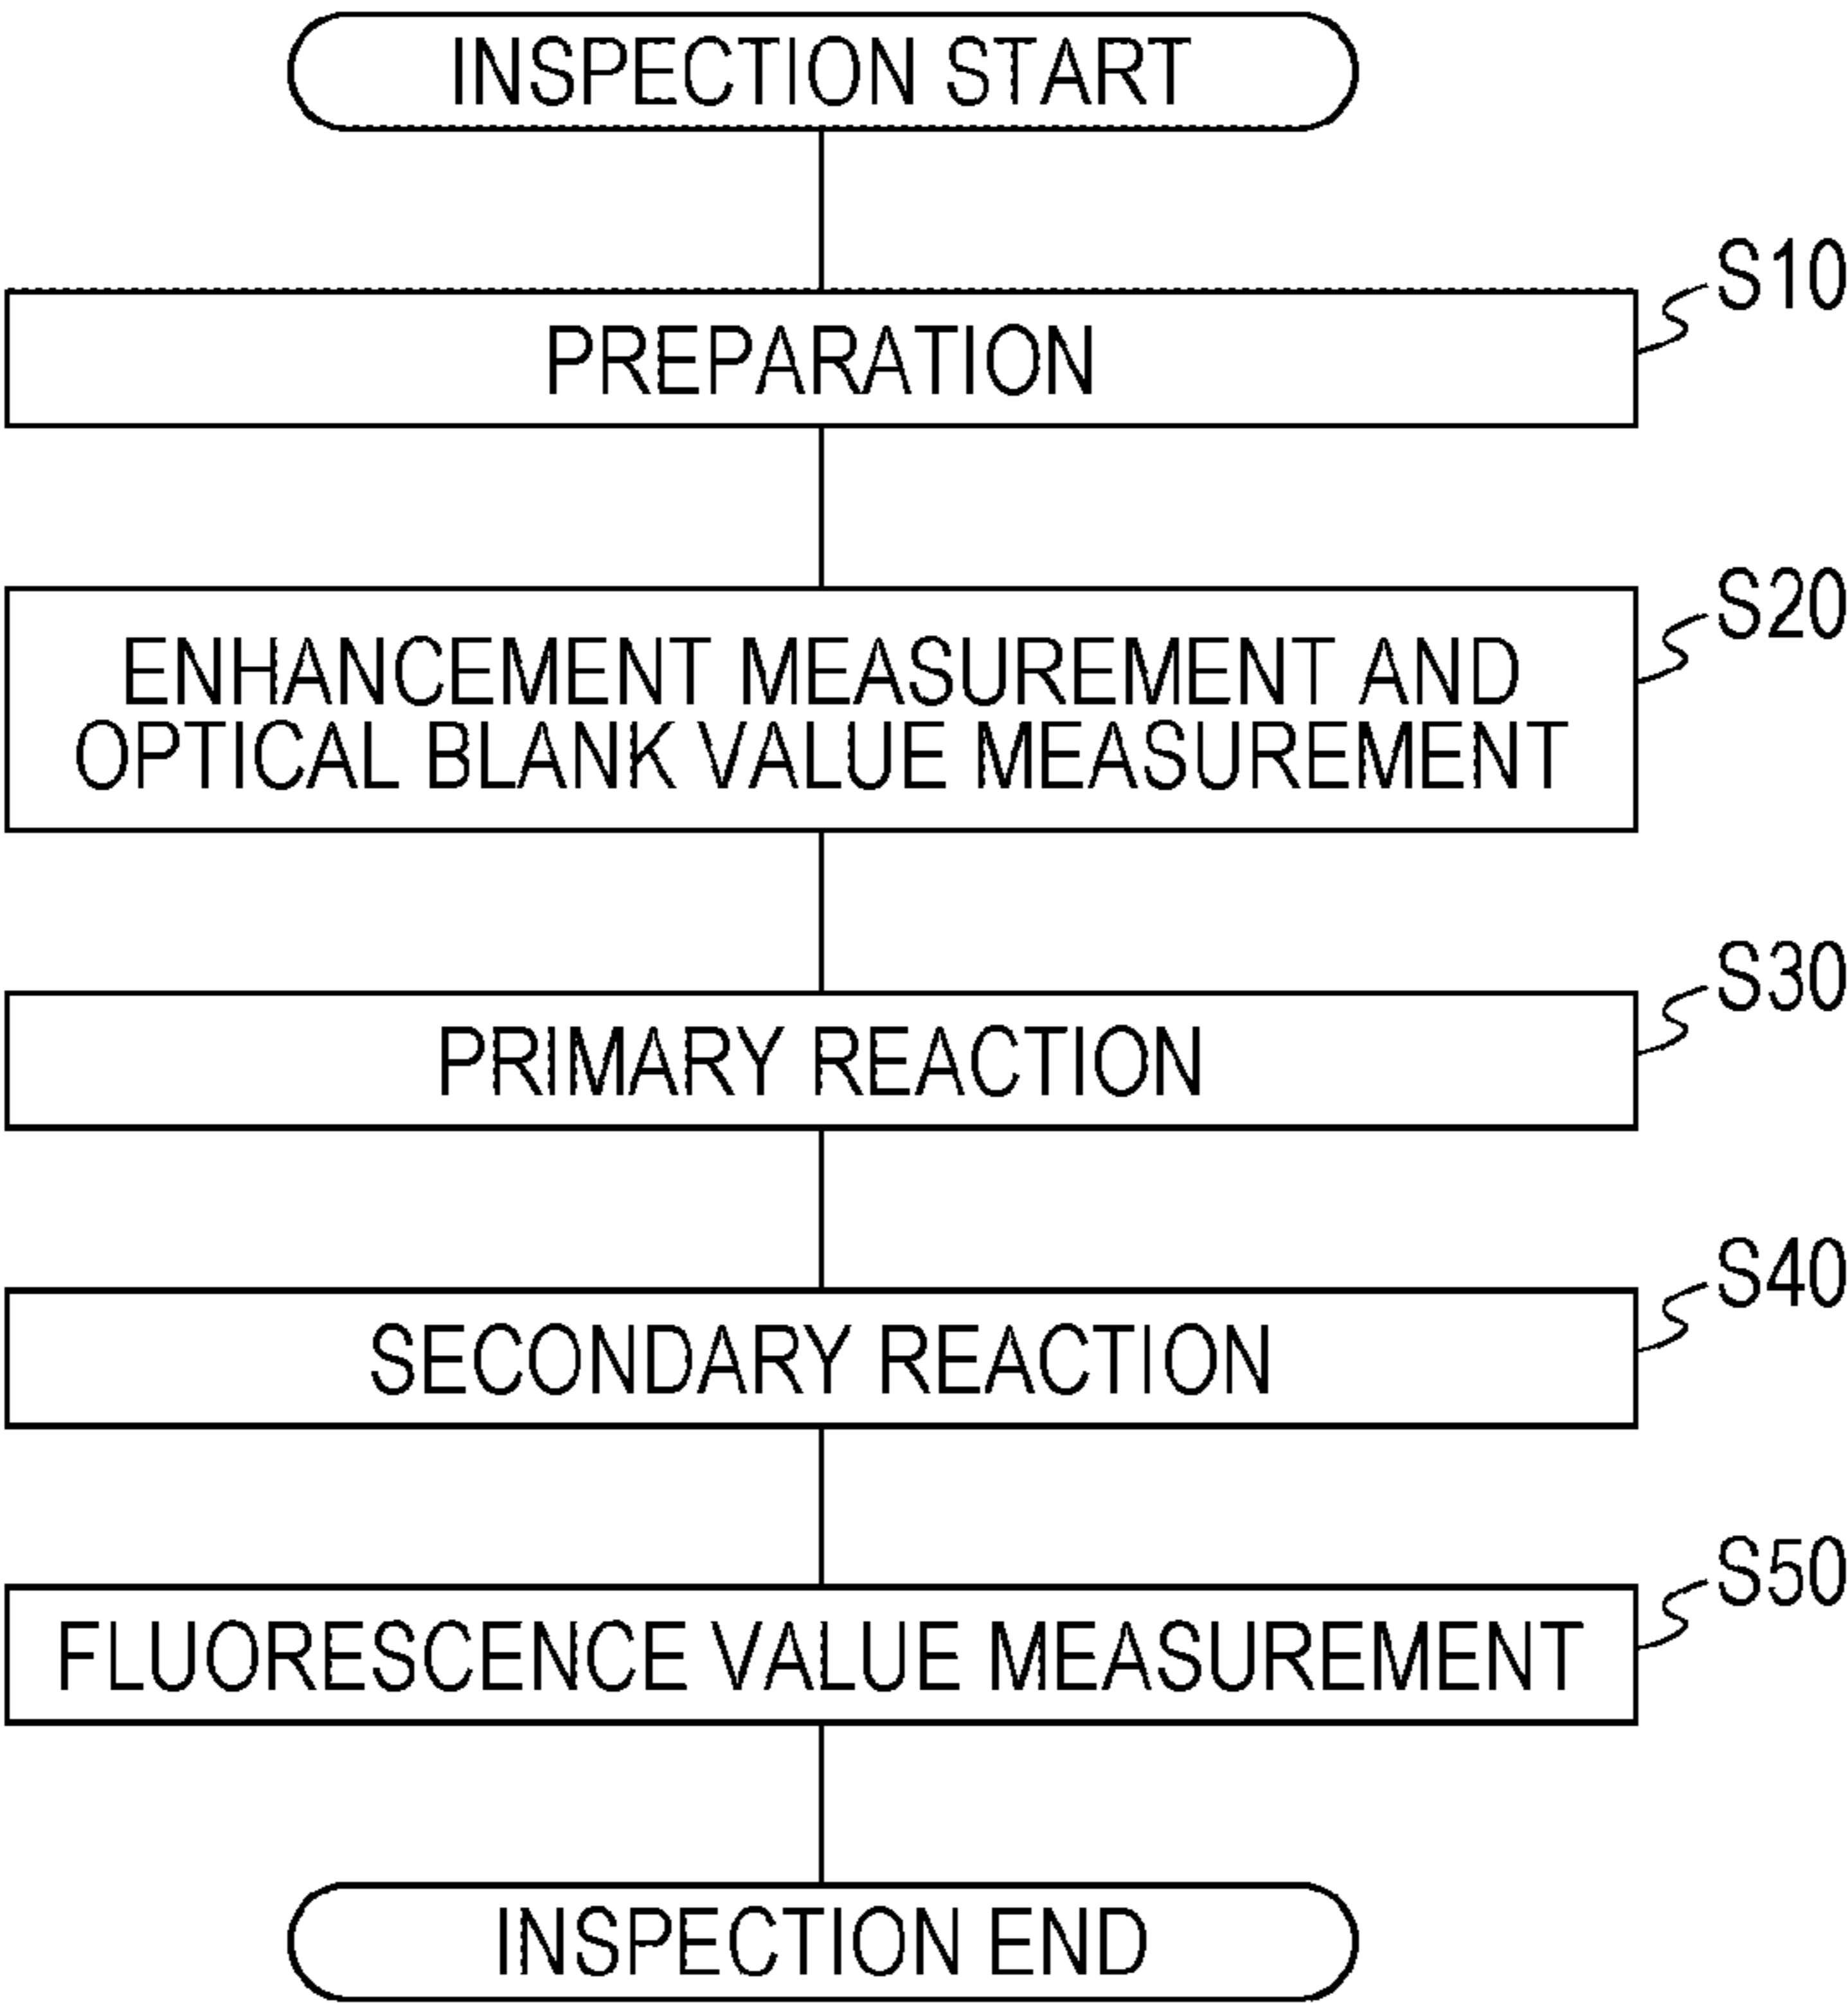 INSPECTION START
S10
PREPARATION
S20
ENHANCEMENT MEASUREMENT AND
OPTICAL BLANK VALUE MEASUREMENT
S30
PRIMARY REACTION
S40
SECONDARY REACTION
S50
FLUORESCENCE VALUE MEASUREMENT
INSPECTION END